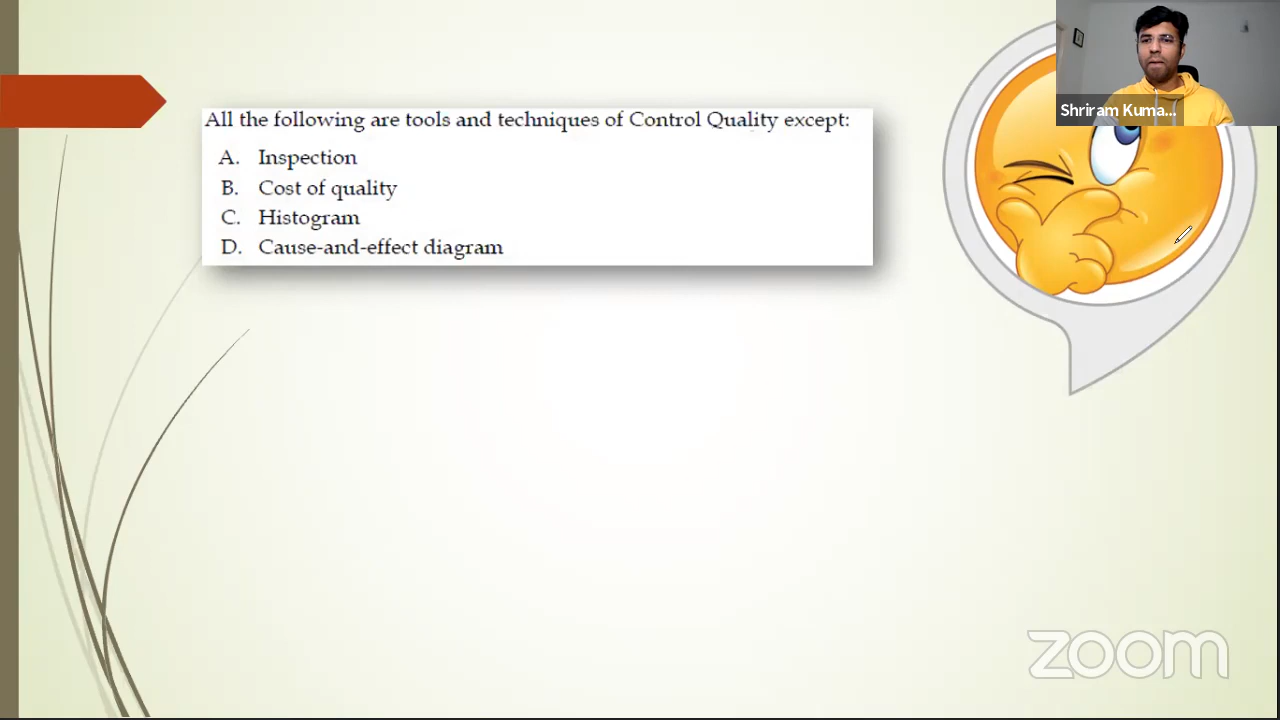 All the following are tools and techniques of Control Quality except:
A. Inspection
B. Cost of quality
C. Histogram
D. Cause-and-effect diagram
Shriram Kuma...
zoom